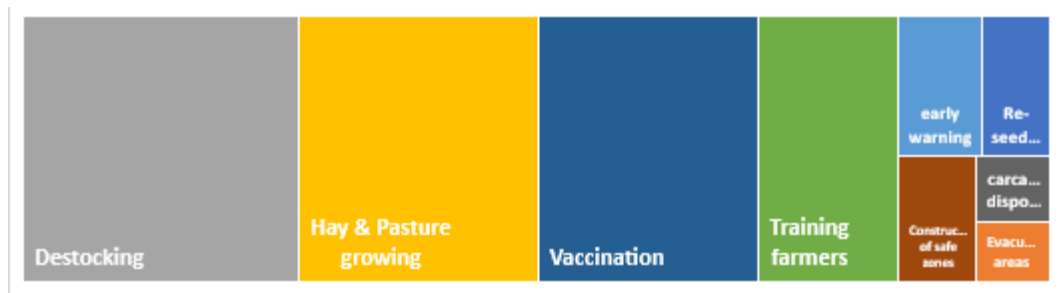 Destocking
Hay & Pasture
growing
Vaccination
Training
farmers
early
warning
Re-
seed...
Construc...
of safe
zones
carca...
dispo...
Evacu...
areas